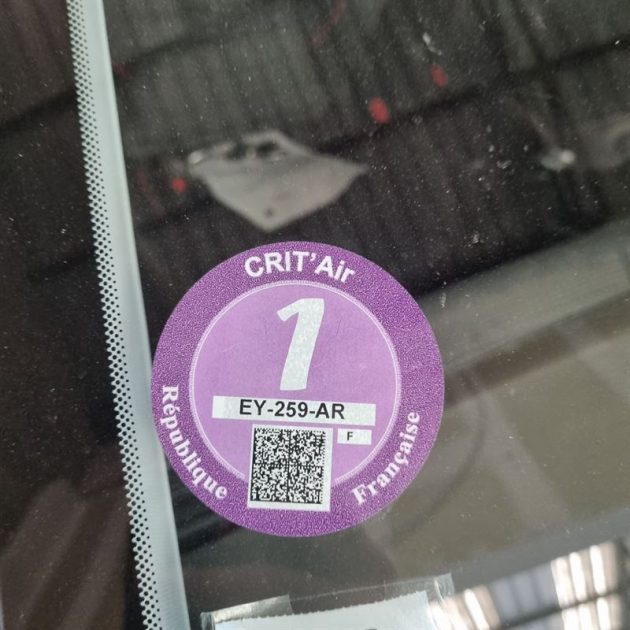 CRIT'Air
1
EY-259-AR
F
République Française